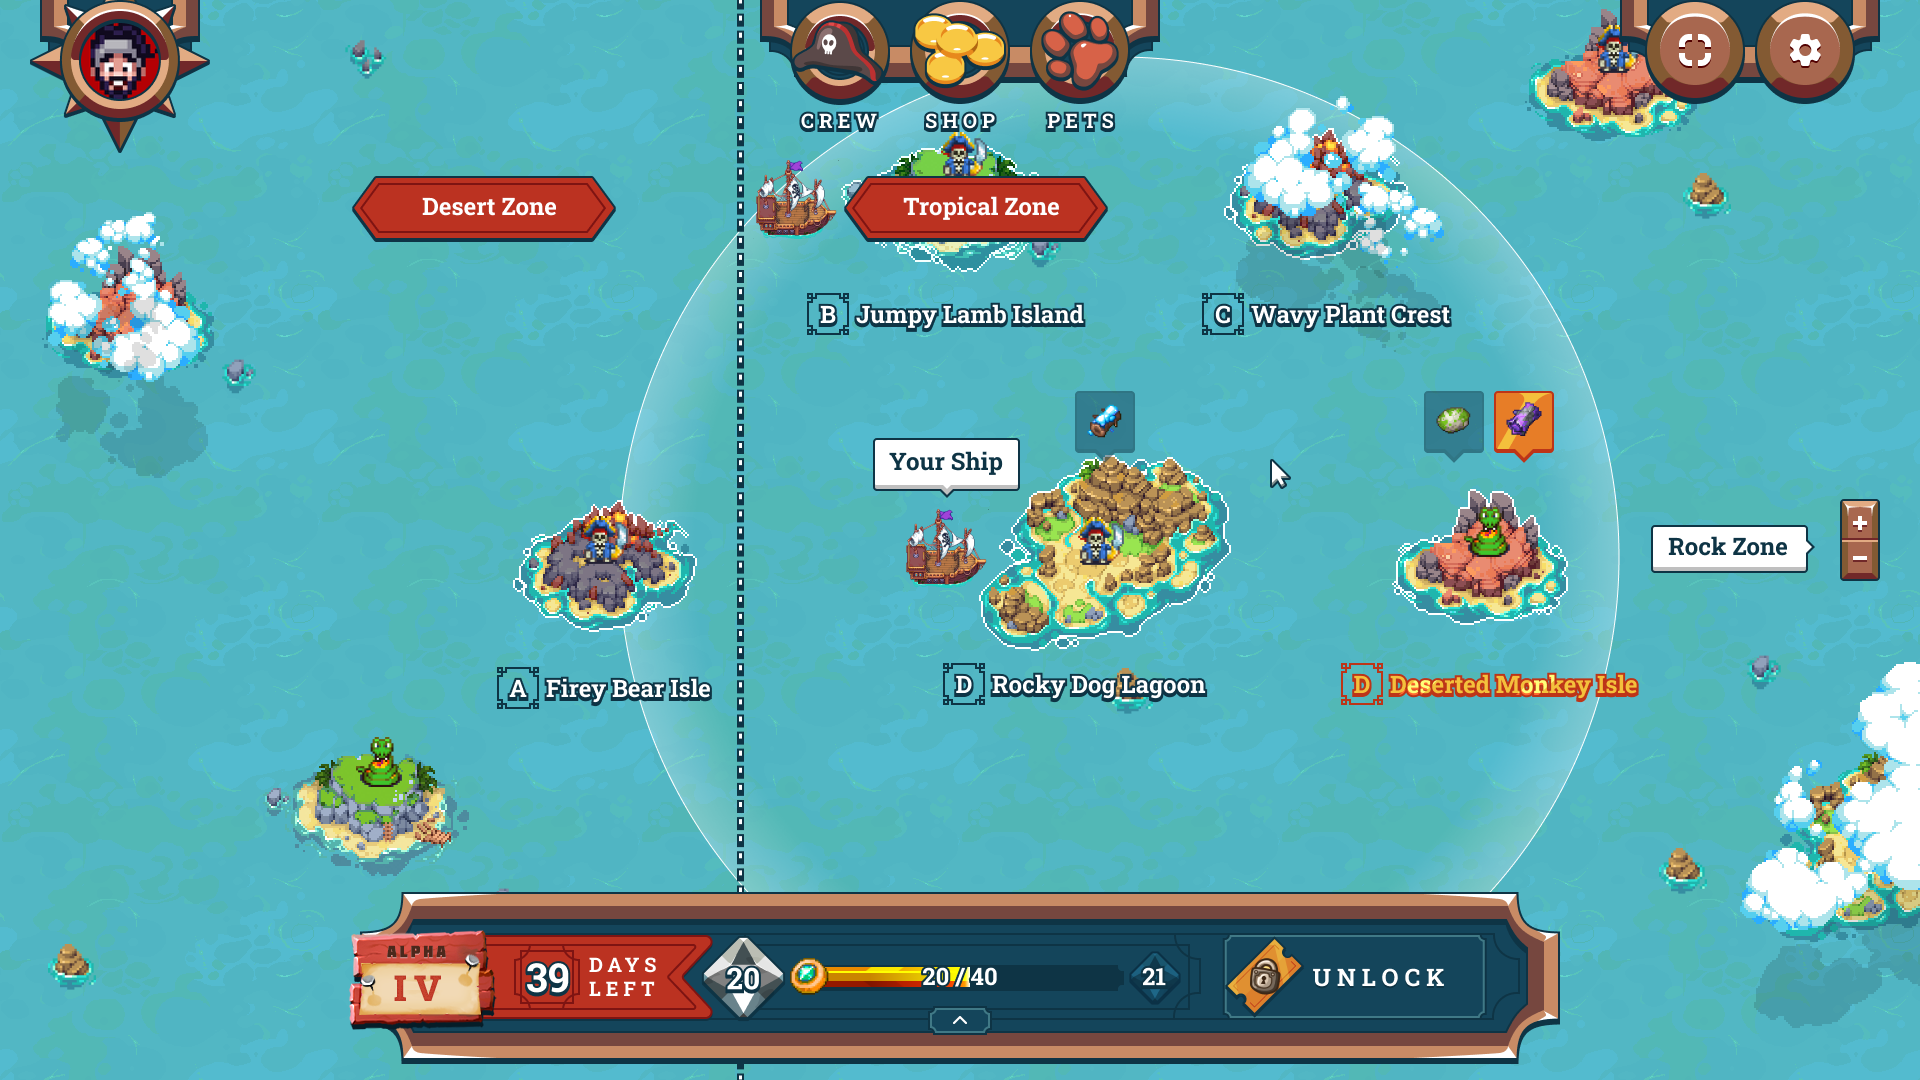 CREW
SHOP
PETS
Desert Zone
Tropical Zone
B Jumpy Lamb Island
C Wavy Plant Crest
Your Ship
Rock Zone
+
−
A Firey Bear Isle
D Rocky Dog Lagoon
D Deserted Monkey Isle
ALPHA
IV
39
DAYS
LEFT
20
20/40
21
UNLOCK